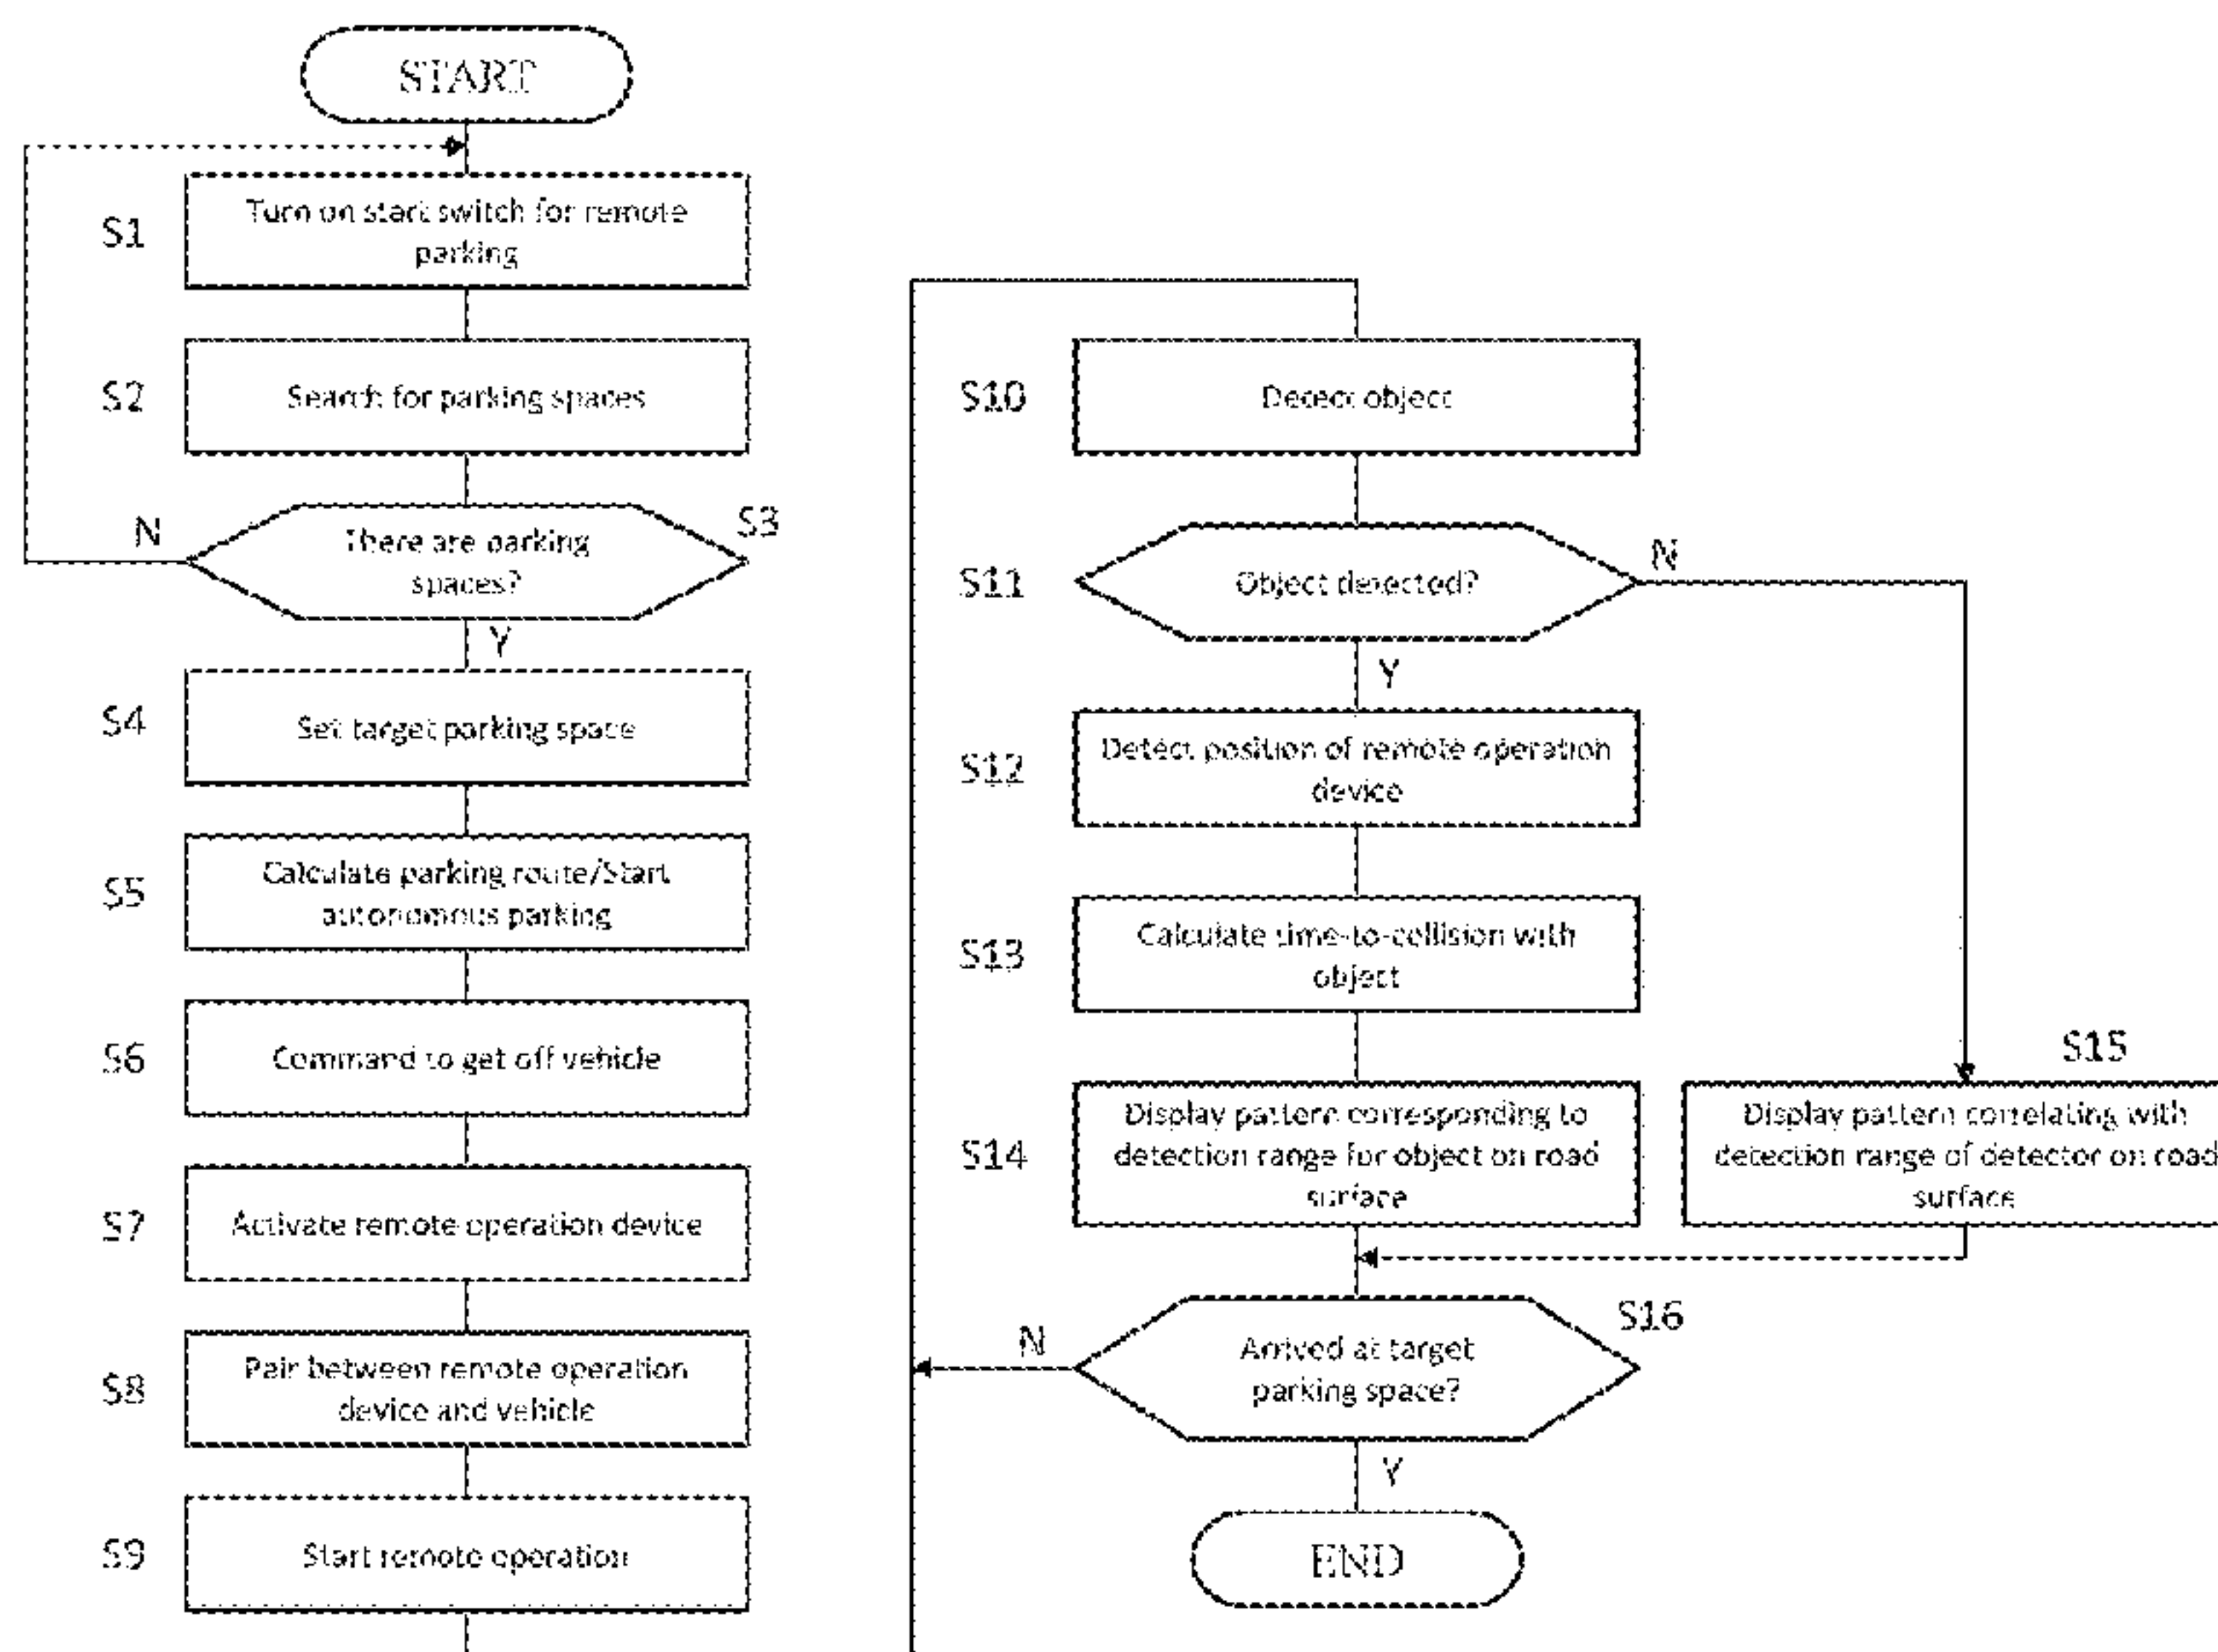 START
S1
Turn on start switch for remote
parking
S2
Search for parking spaces
S3
N
There are parking
spaces?
Y
S4
Set target parking space
S5
Calculate parking route/Start
autonomous parking
S6
Command to get off vehicle
S7
Activate remote operation device
S8
Pair between remote operation
device and vehicle
S9
Start remote operation
S10
Detect object
S11
Object detected?
N
Y
S12
Detect position of remote operation
device
S13
Calculate time-to-collision with
object
S14
Display pattern corresponding to
detection range for object on road
surface
S15
Display pattern correlating with
detection range of detector on road
surface
S16
N
Arrived at target
parking space?
Y
END